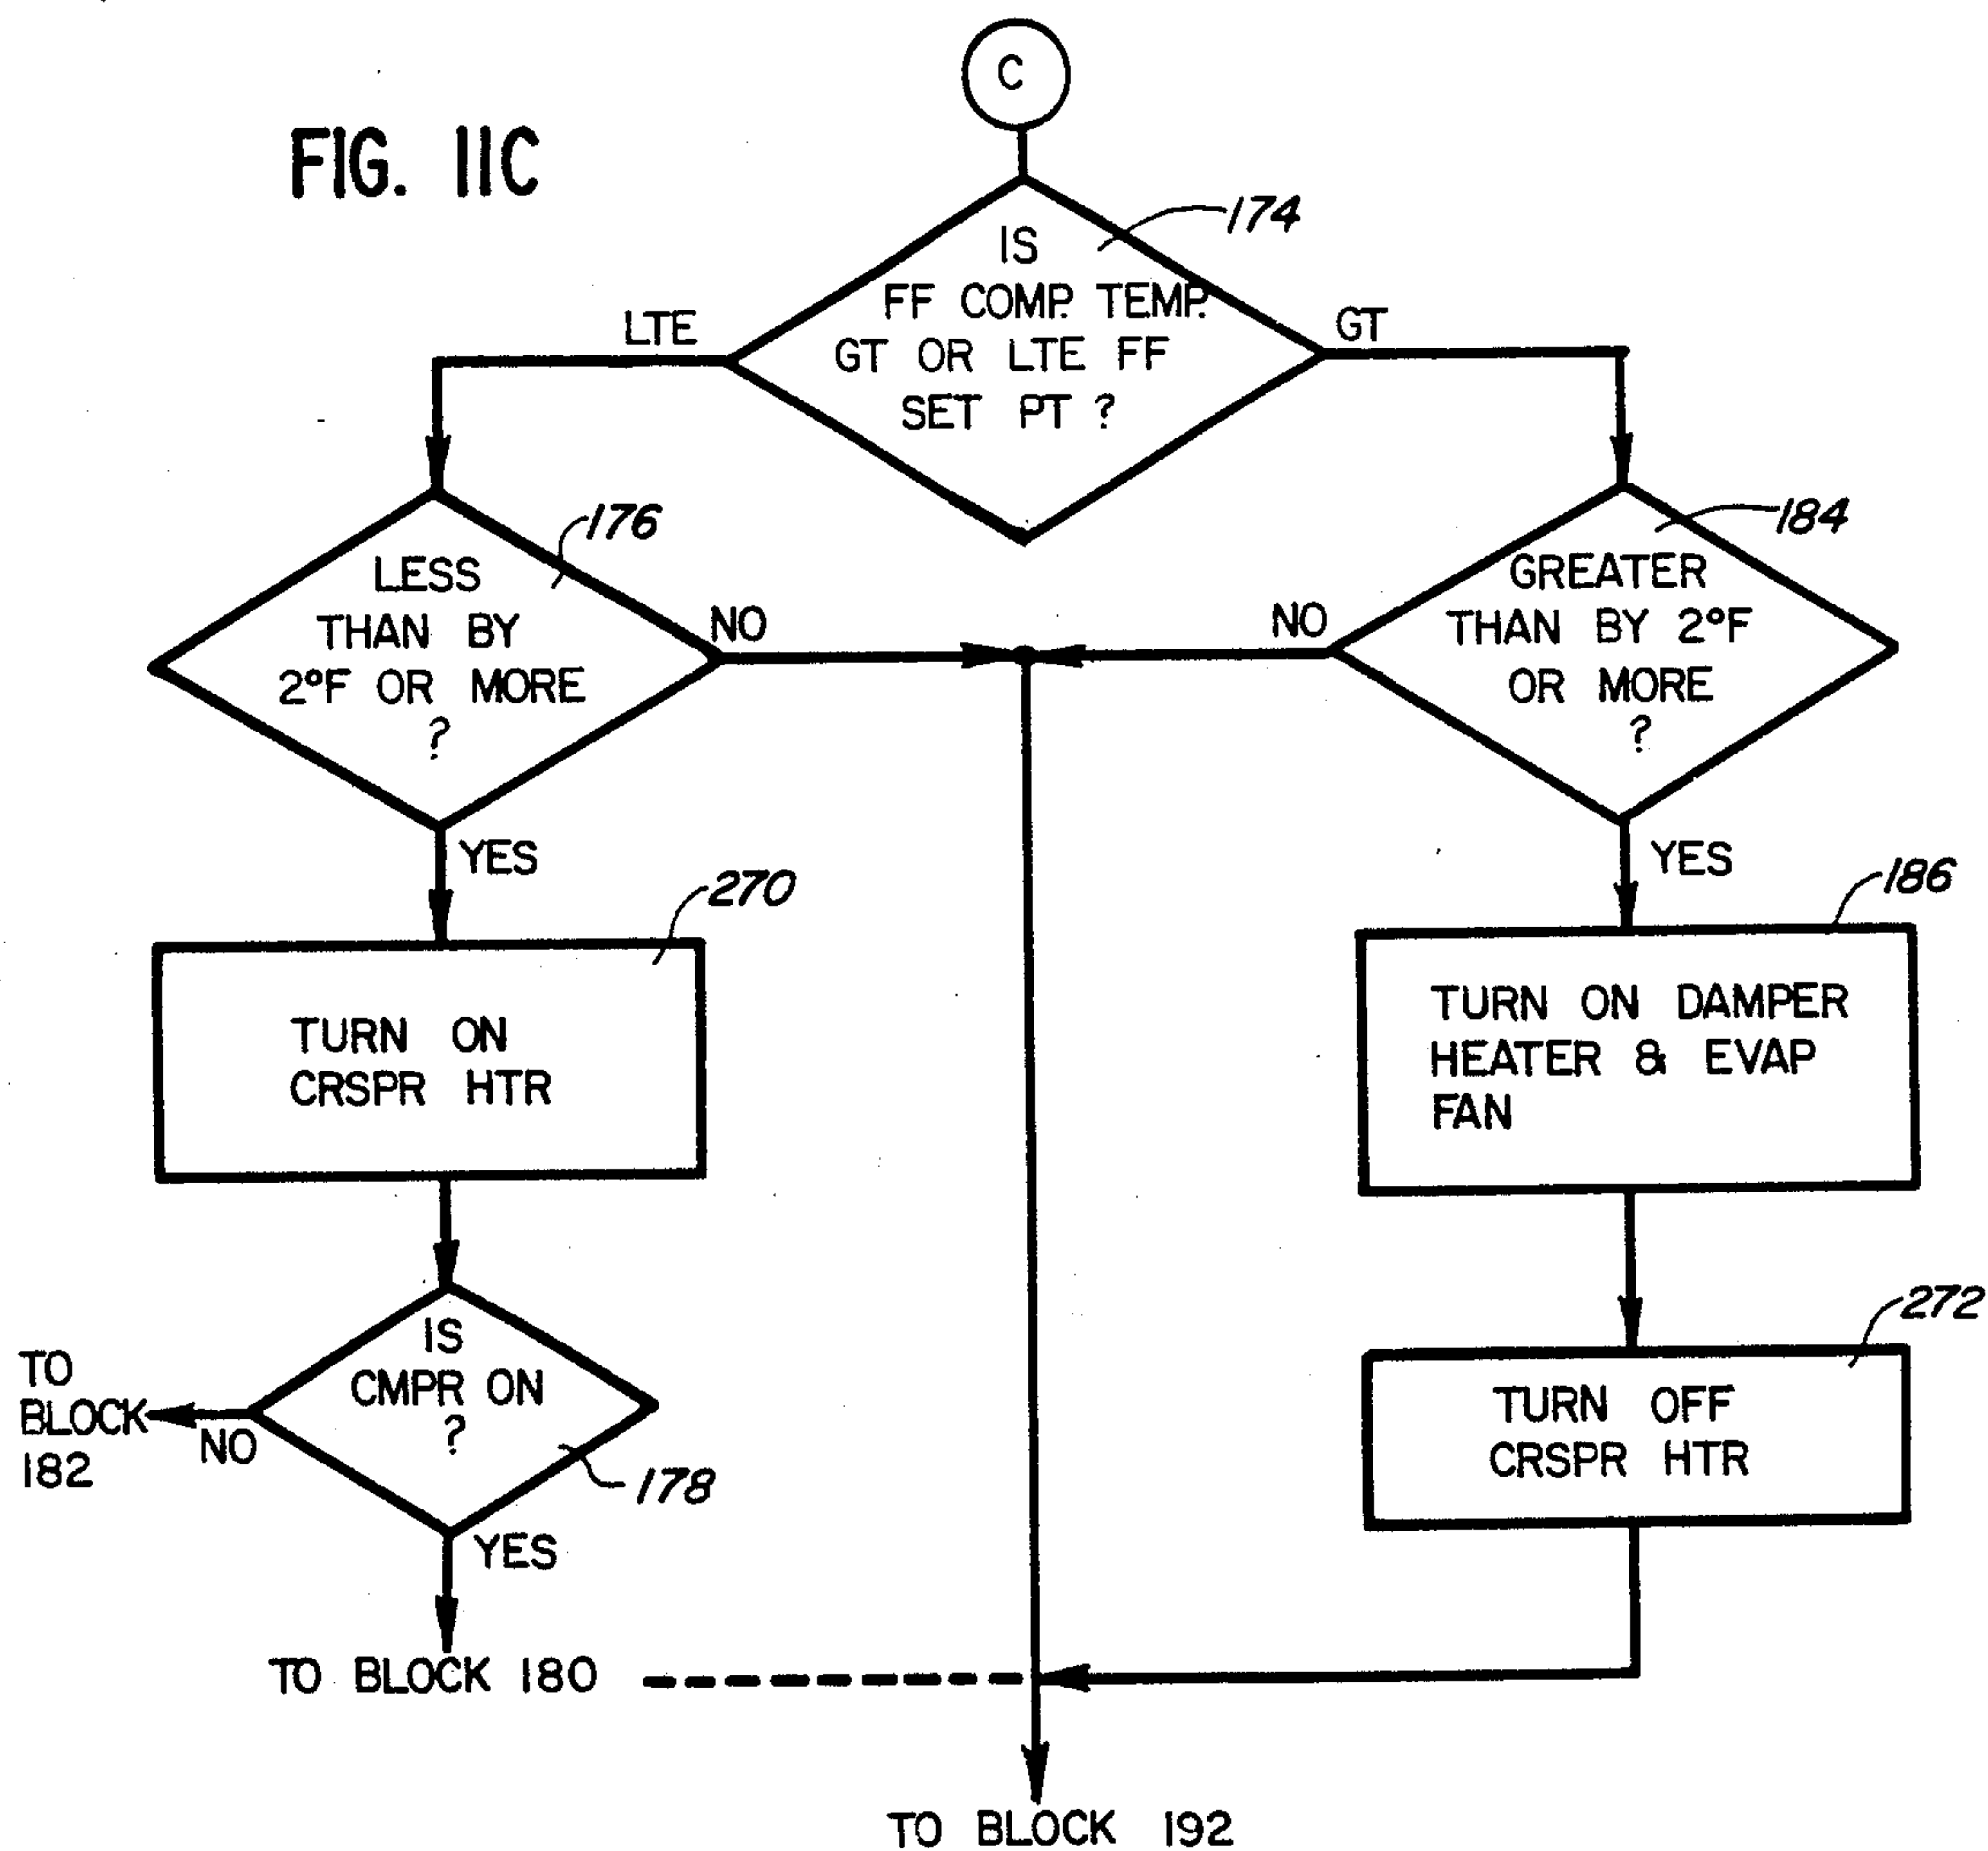 C
FIG. 11C
174
IS
FF COMP. TEMP.
GT OR LTE FF
SET PT ?
LTE
GT
176
LESS
THAN BY
2°F OR MORE
?
NO
YES
184
GREATER
THAN BY 2°F
OR MORE
?
NO
YES
270
TURN ON
CRSPR HTR
186
TURN ON DAMPER
HEATER & EVAP
FAN
IS
CMPR ON
?
178
TO
BLOCK
182
NO
YES
272
TURN OFF
CRSPR HTR
TO BLOCK 180
TO BLOCK 192